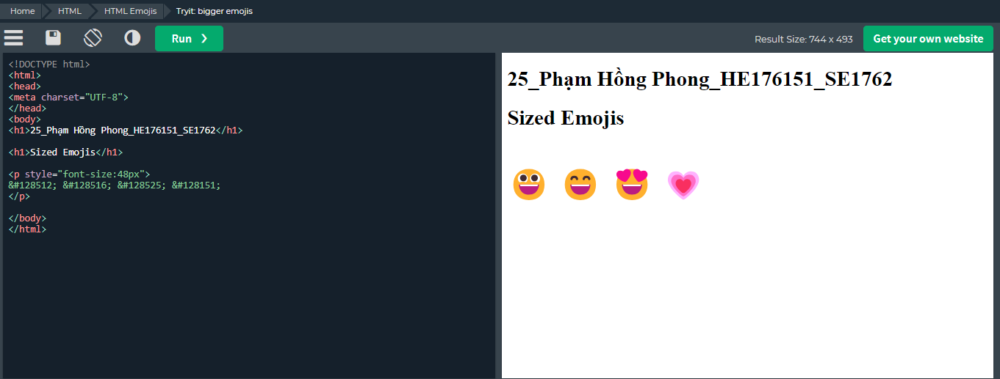 Home HTML HTML Emojis Tryit: bigger emojis
Run ❯ Result Size: 744 x 493 Get your own website
<!DOCTYPE html>
<html>
<head>
<meta charset="UTF-8">
</head>
<body>
<h1>25_Phạm Hồng Phong_HE176151_SE1762</h1>
<h1>Sized Emojis</h1>
<p style="font-size:48px">
&#128512; &#128516; &#128525; &#128151;
</p>
</body>
</html>
25_Phạm Hồng Phong_HE176151_SE1762
Sized Emojis
😀 😄 😍 💗